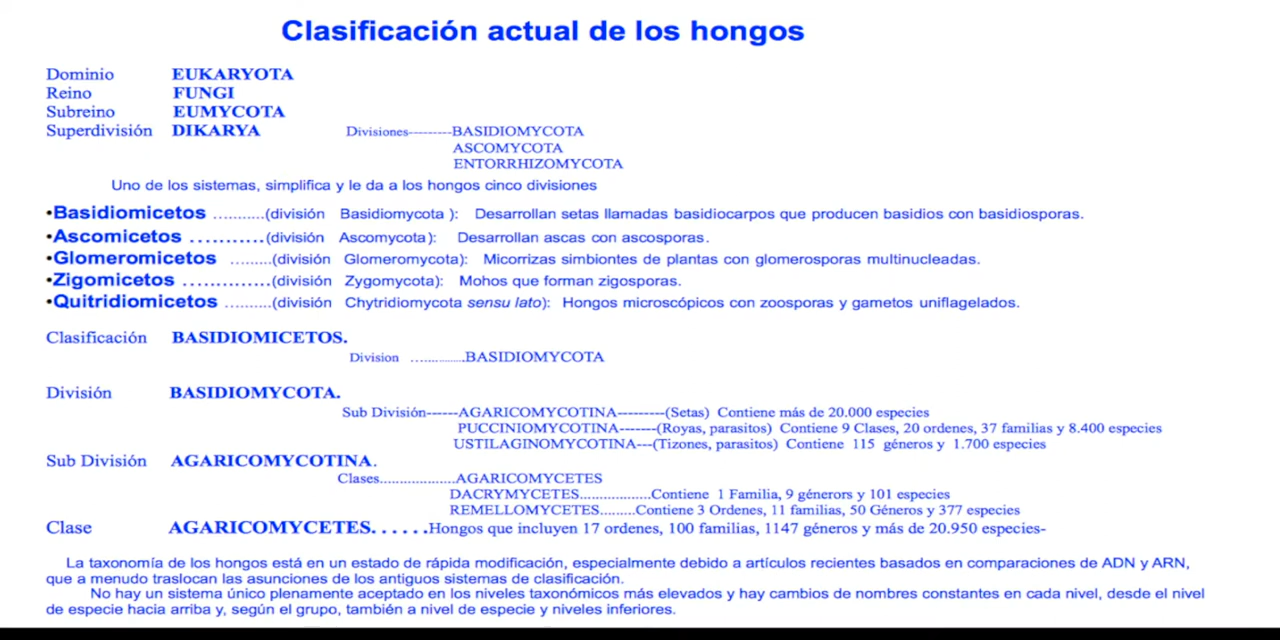 Clasificación actual de los hongos
Dominio EUKARYOTA
Reino FUNGI
Subreino EUMYCOTA
Superdivisión DIKARYA Divisiones---------BASIDIOMYCOTA
ASCOMYCOTA
ENTORRHIZOMYCOTA
Uno de los sistemas, simplifica y le da a los hongos cinco divisiones
•Basidiomicetos ...........(división Basidiomycota ): Desarrollan setas llamadas basidiocarpos que producen basidios con basidiosporas.
•Ascomicetos ...........(división Ascomycota): Desarrollan ascas con ascosporas.
•Glomeromicetos .........(división Glomeromycota): Micorrizas simbiontes de plantas con glomerosporas multinucleadas.
•Zigomicetos ..............(división Zygomycota): Mohos que forman zigosporas.
•Quitridiomicetos .........(división Chytridiomycota sensu lato): Hongos microscópicos con zoosporas y gametos uniflagelados.
Clasificación BASIDIOMICETOS.
Division ..............BASIDIOMYCOTA
División BASIDIOMYCOTA.
Sub División------AGARICOMYCOTINA---------(Setas) Contiene más de 20.000 especies
PUCCINIOMYCOTINA-------(Royas, parasitos) Contiene 9 Clases, 20 ordenes, 37 familias y 8.400 especies
USTILAGINOMYCOTINA---(Tizones, parasitos) Contiene 115 géneros y 1.700 especies
Sub División AGARICOMYCOTINA.
Clases...................AGARICOMYCETES
DACRYMYCETES..................Contiene 1 Familia, 9 génerors y 101 especies
REMELLOMYCETES.........Contiene 3 Ordenes, 11 familias, 50 Géneros y 377 especies
Clase AGARICOMYCETES. . . . . .Hongos que incluyen 17 ordenes, 100 familias, 1147 géneros y más de 20.950 especies-
La taxonomía de los hongos está en un estado de rápida modificación, especialmente debido a artículos recientes basados en comparaciones de ADN y ARN,
que a menudo traslocan las asunciones de los antiguos sistemas de clasificación.
No hay un sistema único plenamente aceptado en los niveles taxonómicos más elevados y hay cambios de nombres constantes en cada nivel, desde el nivel
de especie hacia arriba y, según el grupo, también a nivel de especie y niveles inferiores.